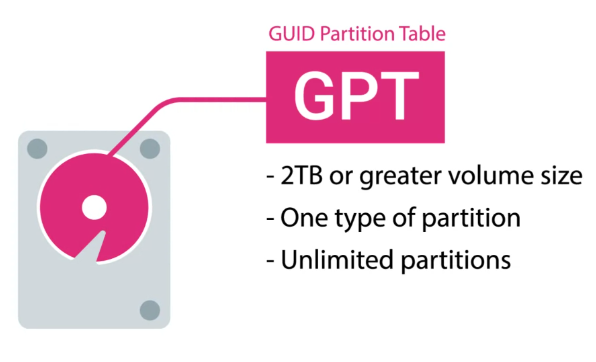 GUID Partition Table
GPT
- 2TB or greater volume size
- One type of partition
- Unlimited partitions